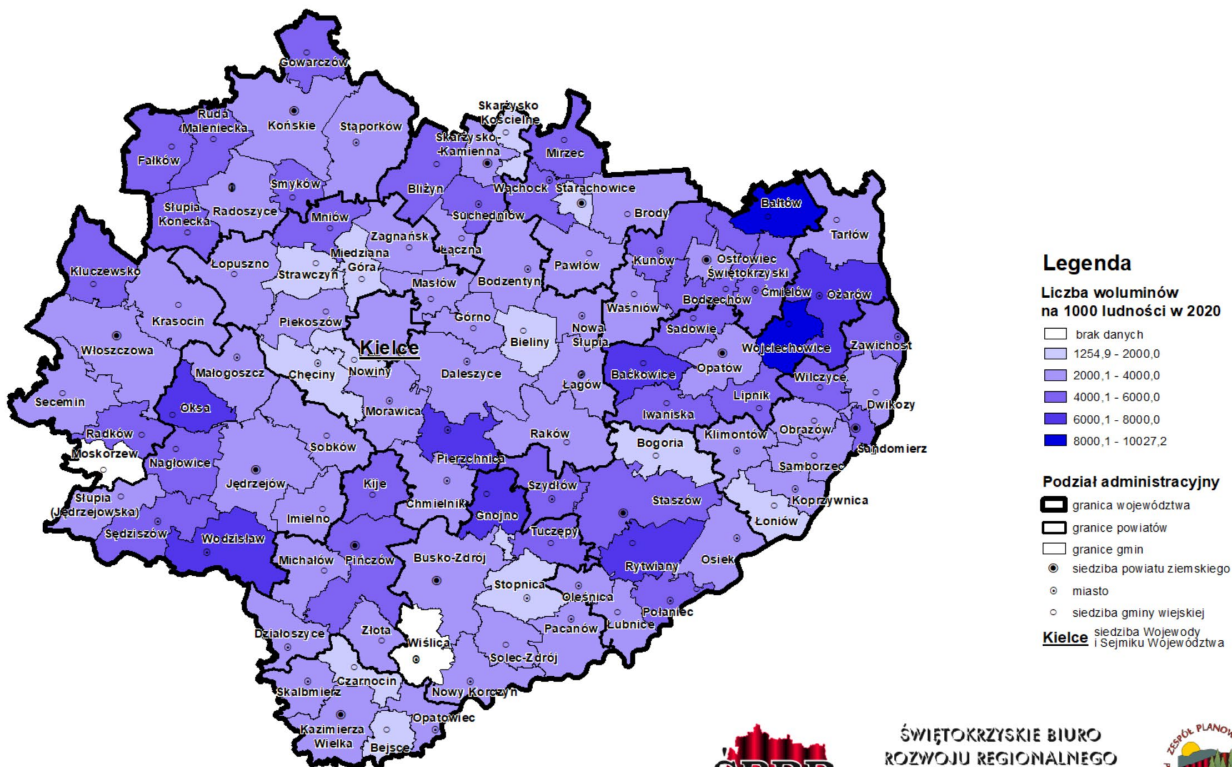 Gowarczów
Ruda
Maleniecka
Końskie
Stąporków
Fałków
Smyków
Słupia
Konecka
Radoszyce
Skarżysko
Kościelne
Skarżysko-
-Kamienna
Mirzec
Bliżyn
Wąchock
Starachowice
Suchedniów
Brody
Bałtów
Tarłów
Mniów
Zagnańsk
Łączna
Miedziana
Góra
Strawczyn
Łopuszno
Kluczewsko
Bodzentyn
Pawłów
Kunów
Ostrowiec
Świętokrzyski
Masłów
Bodzechów
Ćmielów
Ożarów
Krasocin
Piekoszów
Górno
Nowa
Słupia
Waśniów
Sadowie
Bieliny
Kielce
Włoszczowa
Wojciechowice
Zawichost
Małogoszcz
Chęciny
Nowiny
Daleszyce
Łagów
Baćkowice
Opatów
Wilczyce
Secemin
Oksa
Morawica
Iwaniska
Lipnik
Dwikozy
Radków
Sobków
Raków
Bogoria
Klimontów
Obrazów
Sandomierz
Moskorzew
Nagłowice
Pierzchnica
Samborzec
Jędrzejów
Kije
Chmielnik
Szydłów
Staszów
Koprzywnica
Słupia
(Jędrzejowska)
Imielno
Gnojno
Łoniów
Sędziszów
Wodzisław
Tuczępy
Michałów
Pińczów
Busko-Zdrój
Rytwiany
Osiek
Stopnica
Oleśnica
Połaniec
Pacanów
Łubnice
Działoszyce
Złota
Wiślica
Solec-Zdrój
Czarnocin
Skalbmierz
Nowy Korczyn
Kazimierza
Wielka
Opatowiec
Bejsce
Legenda
Liczba woluminów
na 1000 ludności w 2020
brak danych
1254,9 - 2000,0
2000,1 - 4000,0
4000,1 - 6000,0
6000,1 - 8000,0
8000,1 - 10027,2
Podział administracyjny
granica województwa
granice powiatów
granice gmin
siedziba powiatu ziemskiego
miasto
siedziba gminy wiejskiej
Kielce siedziba Wojewody
i Sejmiku Województwa
ŚWIĘTOKRZYSKIE BIURO
ROZWOJU REGIONALNEGO
ŚBRR
ZESPÓŁ